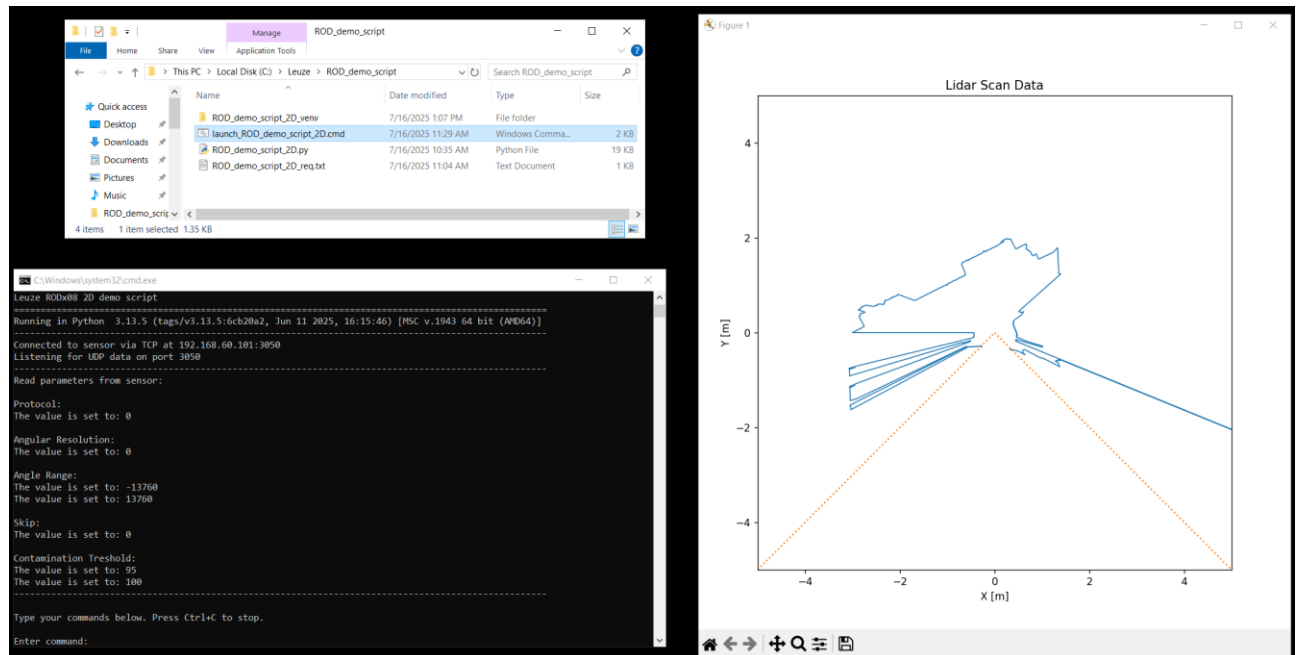 Manage
ROD_demo_script
File
Home
Share
View
Application Tools
This PC > Local Disk (C:) > Leuze > ROD_demo_script
Search ROD_demo_script
Name
Date modified
Type
Size
Quick access
Desktop
Downloads
Documents
Pictures
Music
ROD_demo_scrip
ROD_demo_script_2D_venv 7/16/2025 1:07 PM File folder
launch_ROD_demo_script_2D.cmd 7/16/2025 11:29 AM Windows Comma... 2 KB
ROD_demo_script_2D.py 7/16/2025 10:35 AM Python File 19 KB
ROD_demo_script_2D_req.txt 7/16/2025 11:04 AM Text Document 1 KB
4 items 1 item selected 1.35 KB
C:\Windows\system32\cmd.exe
Leuze RODx08 2D demo script
Running in Python 3.13.5 (tags/v3.13.5:6cb20a2, Jun 11 2025, 16:15:46) [MSC v.1943 64 bit (AMD64)]
Connected to sensor via TCP at 192.168.60.101:3050
Listening for UDP data on port 3050
Read parameters from sensor:
Protocol:
The value is set to: 0
Angular Resolution:
The value is set to: 0
Angle Range:
The value is set to: -13760
The value is set to: 13760
Skip:
The value is set to: 0
Contamination Treshold:
The value is set to: 95
The value is set to: 100
Type your commands below. Press Ctrl+C to stop.
Enter command:
Figure 1
Lidar Scan Data
4
2
0
−2
−4
Y [m]
−4 −2 0 2 4
X [m]